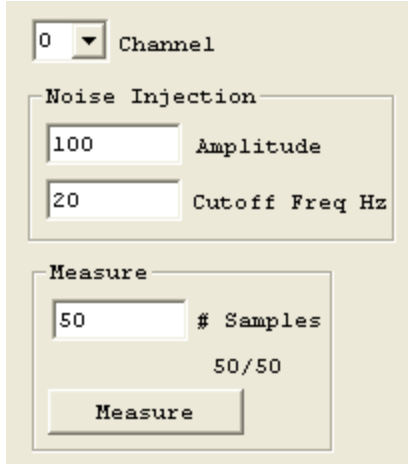 0 Channel
Noise Injection
100 Amplitude
20 Cutoff Freq Hz
Measure
50 # Samples
50/50
Measure